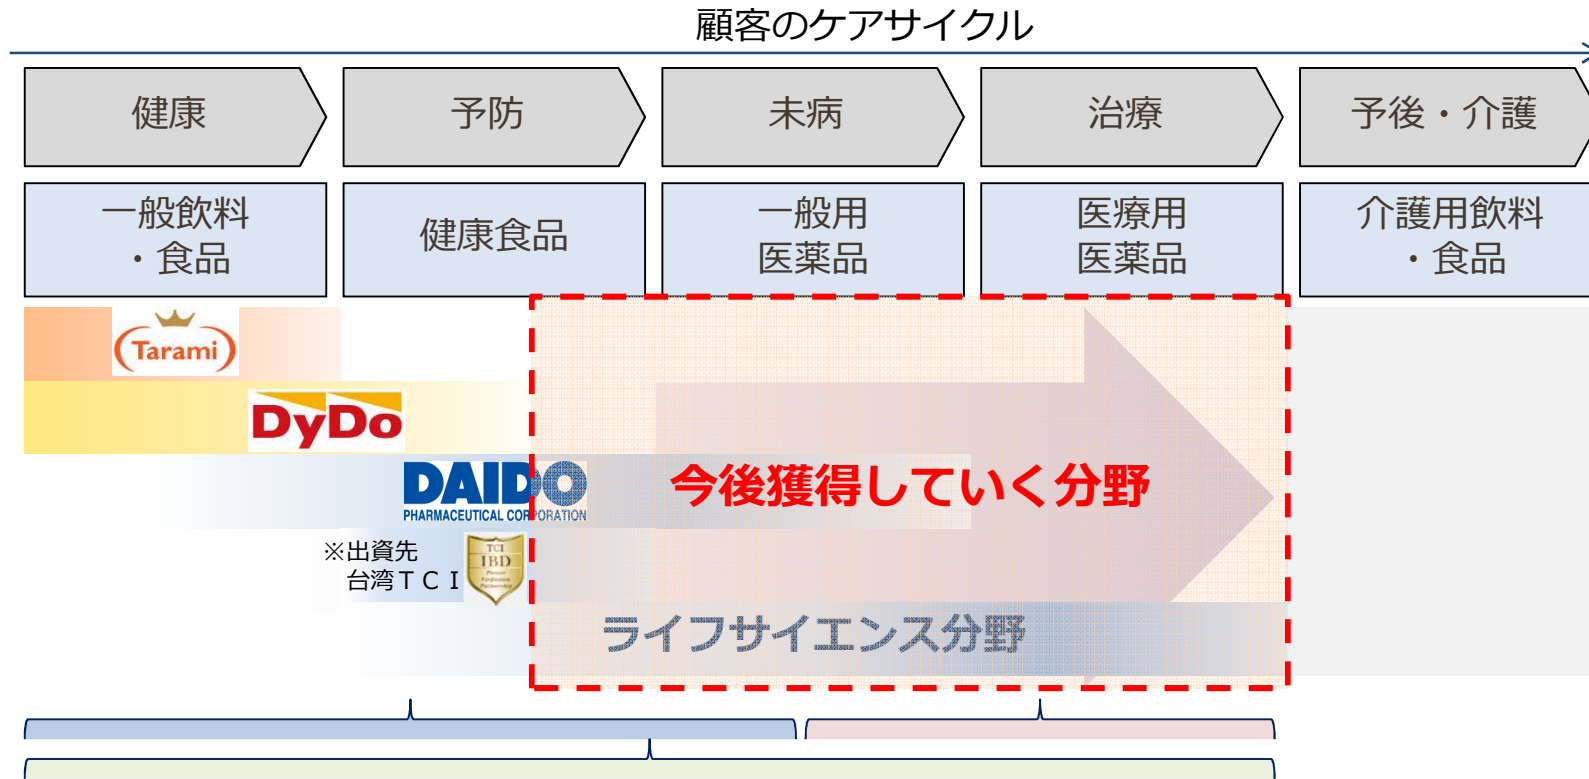 顧客のケアサイクル
健康
予防
未病
治療
予後・介護
一般飲料
・食品
健康食品
一般用
医薬品
医療用
医薬品
介護用飲料
・食品
Tarami
DyDo
DAIDO
PHARMACEUTICAL CORPORATION
今後獲得していく分野
※出資先
台湾ＴＣＩ
TCI
IBD
ライフサイエンス分野